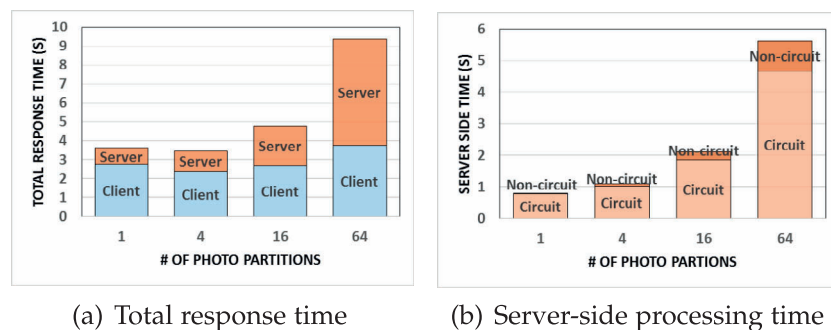 10
9
8
7
6
5
4
3
2
1
0
TOTAL RESPONSE TIME (S)
Server
Client
Server
Client
Server
Client
Server
Client
1 4 16 64
# OF PHOTO PARTITIONS
(a) Total response time
6
5
4
3
2
1
0
SERVER SIDE TIME (S)
Non-circuit
Circuit
Non-circuit
Circuit
Non-circuit
Circuit
Non-circuit
Circuit
1 4 16 64
# OF PHOTO PARTIONS
(b) Server-side processing time